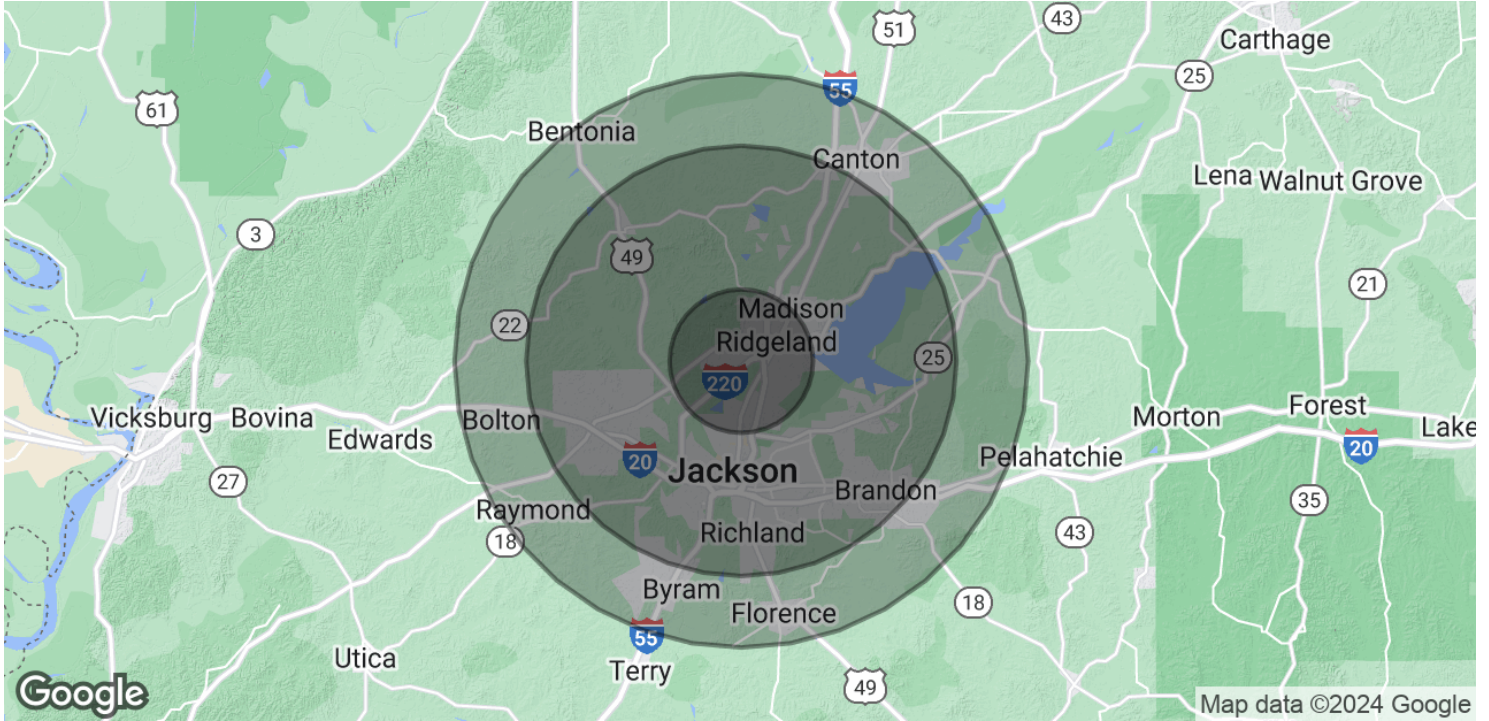 51
43
Carthage
25
55
61
Bentonia
Canton
Lena
Walnut Grove
3
49
21
Madison
22
Ridgeland
25
220
Vicksburg
Bovina
Bolton
Morton
Forest
Edwards
Lake
20
Jackson
Pelahatchie
20
27
Brandon
35
Raymond
18
Richland
43
Byram
18
Florence
55
Utica
Terry
49
Google
Map data ©2024 Google